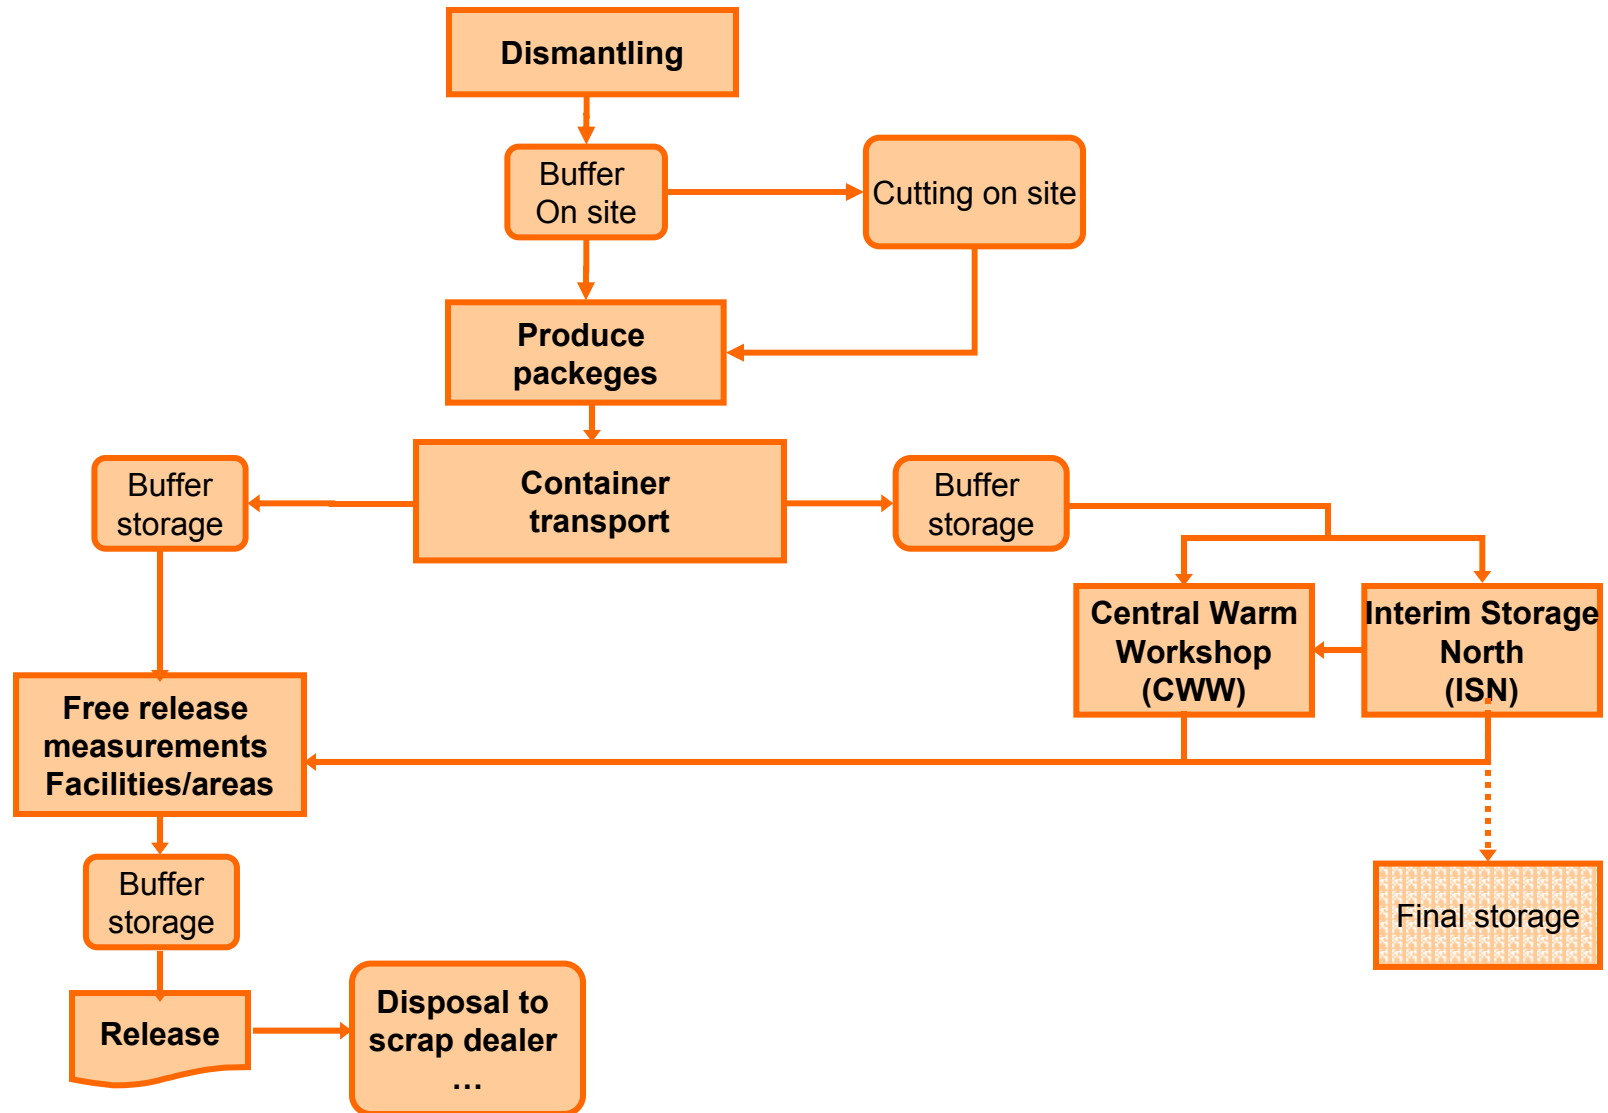 Dismantling
Buffer
On site
Cutting on site
Produce
packeges
Container
transport
Buffer
storage
Buffer
storage
Central Warm
Workshop
(CWW)
Interim Storage
North
(ISN)
Free release
measurements
Facilities/areas
Buffer
storage
Final storage
Release
Disposal to
scrap dealer
…